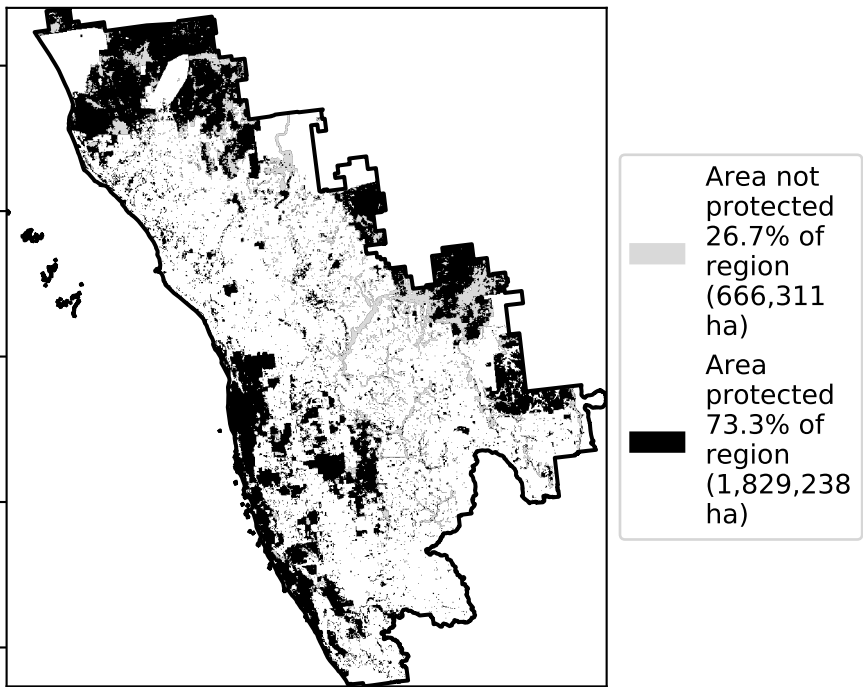 Area not
protected
26.7% of
region
(666,311
ha)
Area
protected
73.3% of
region
(1,829,238
ha)